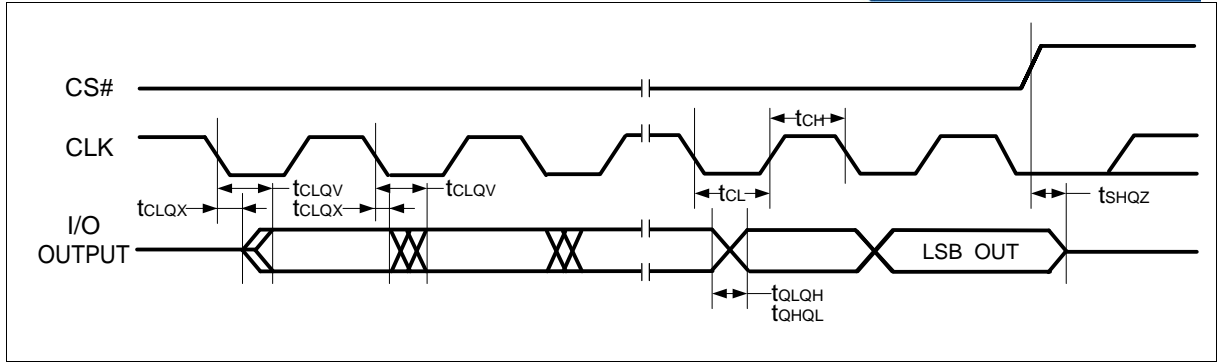 CS#
CLK
tCH
tCLQV
tCLQV
tCLQX
tCLQX
tCL
tSHQZ
I/O
OUTPUT
LSB OUT
tQLQH
tQHQL